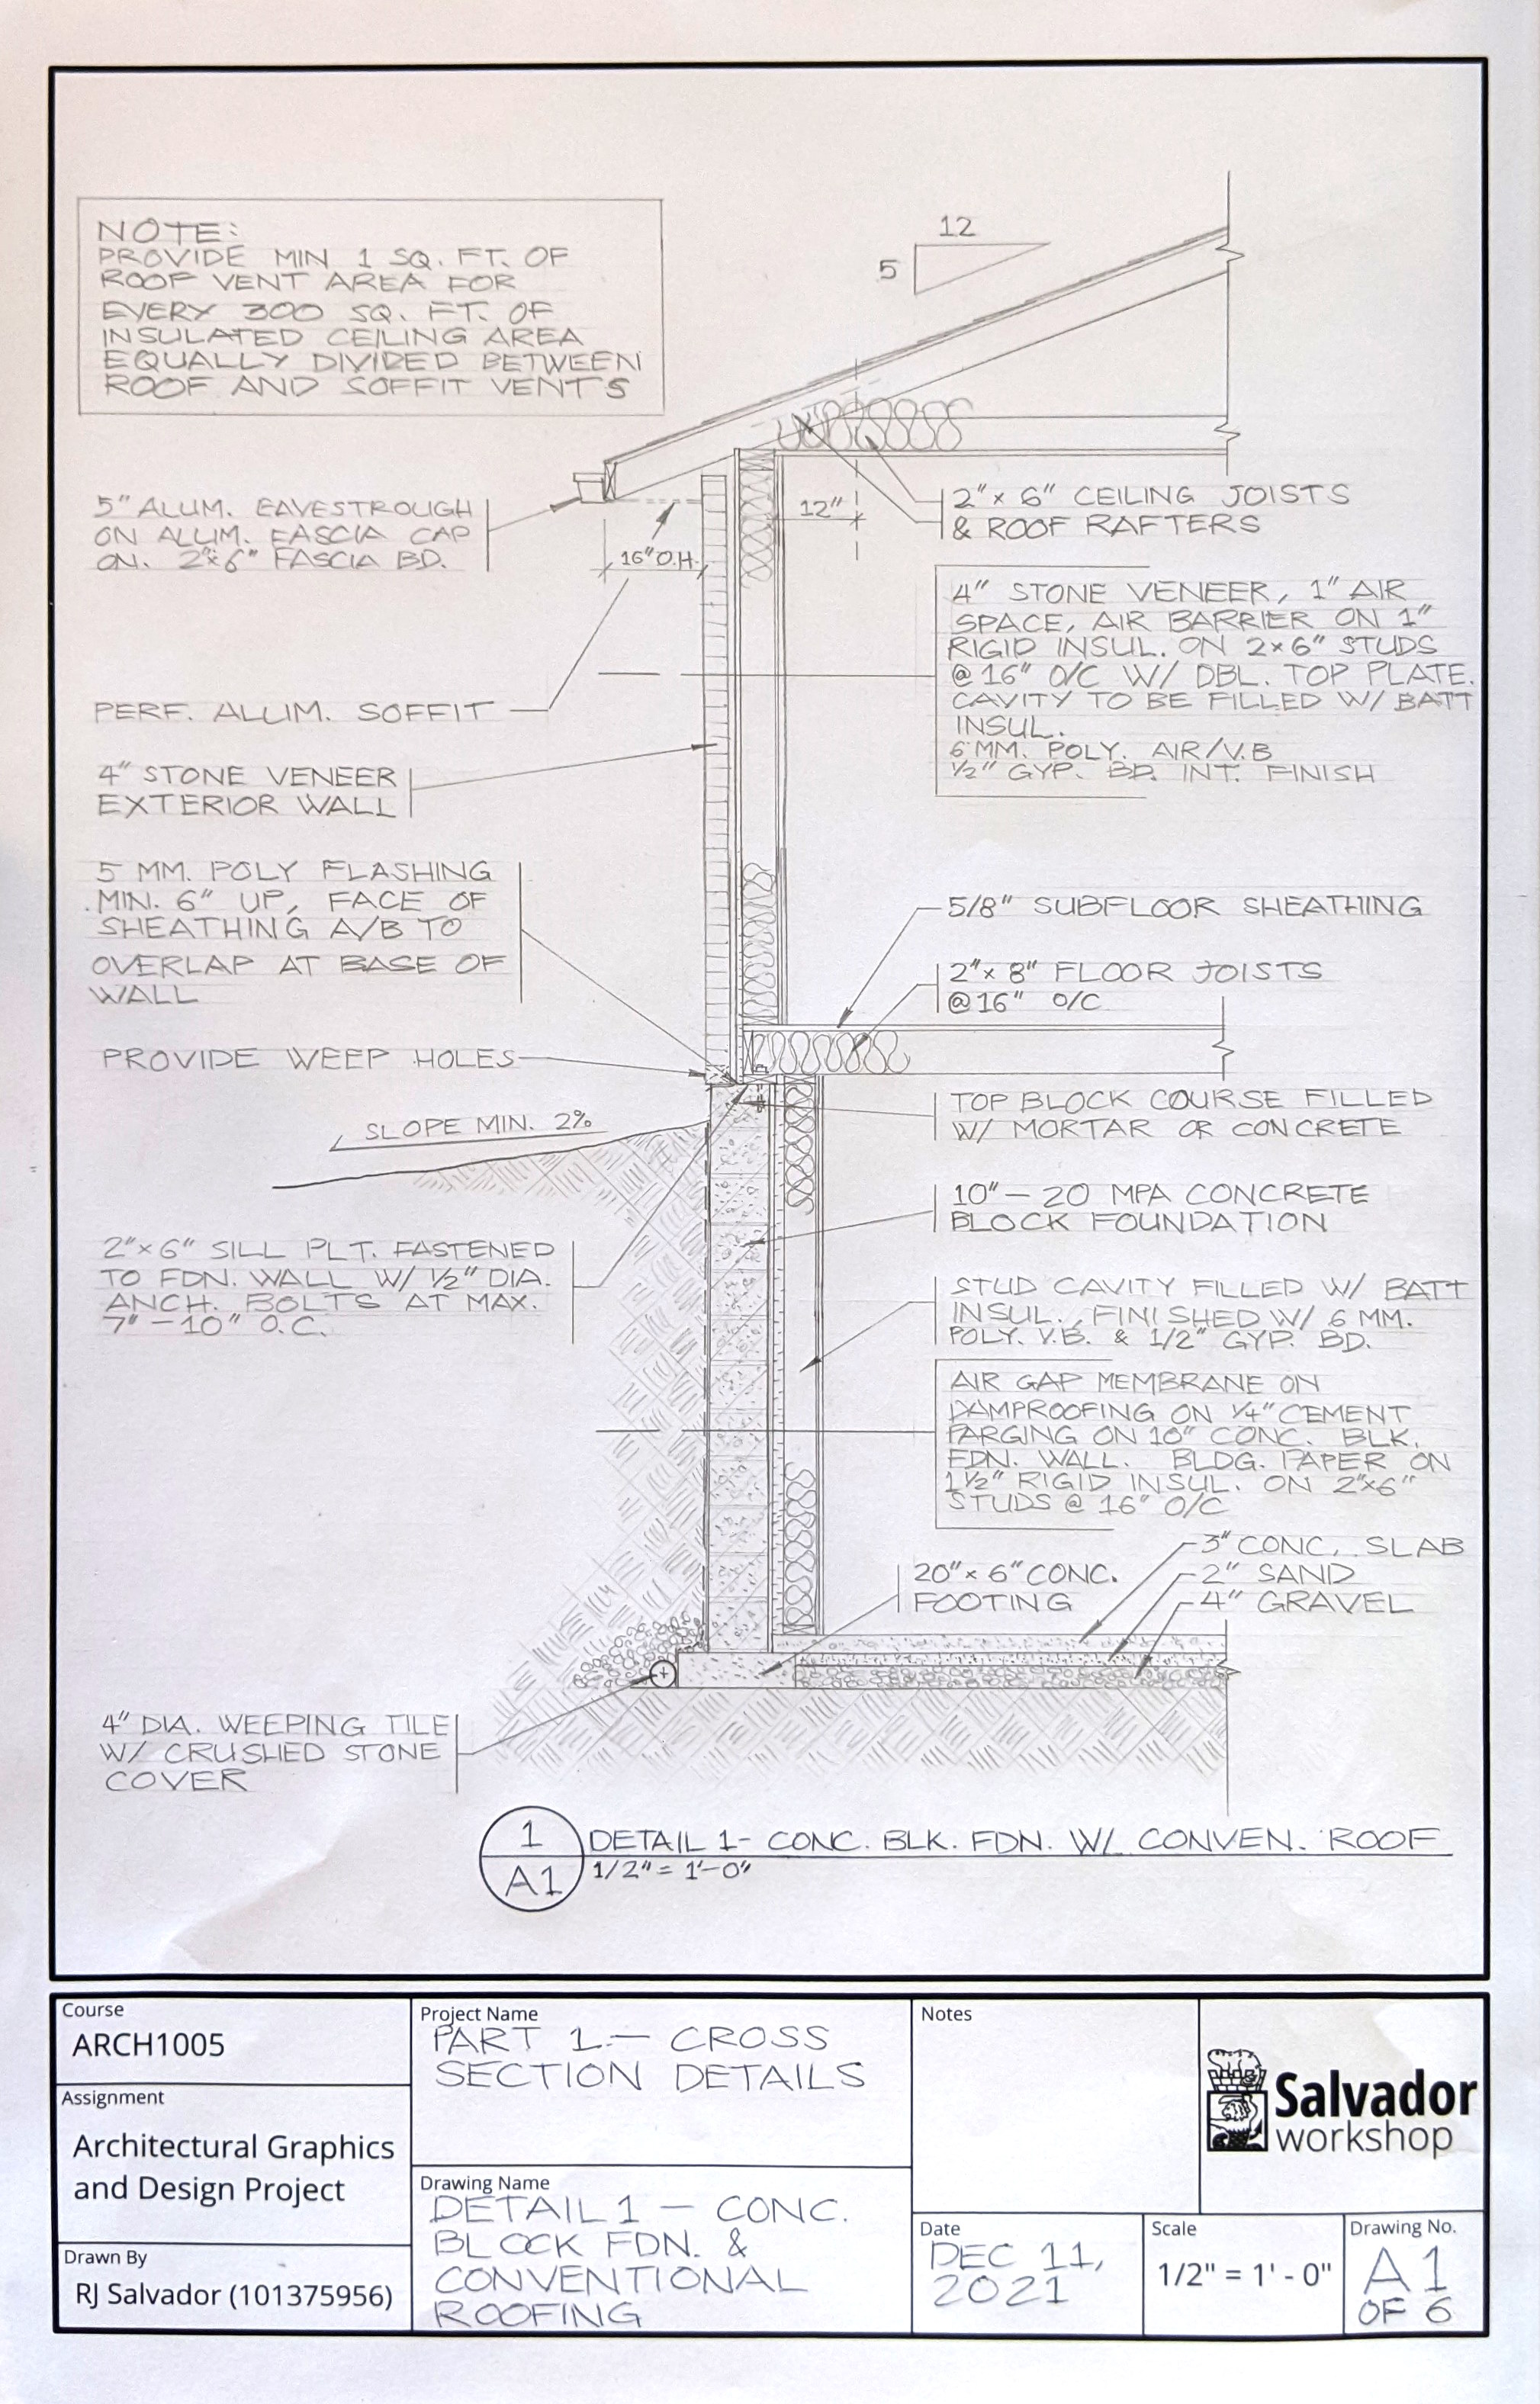 NOTE:
PROVIDE MIN 1 SQ. FT. OF
ROOF VENT AREA FOR
EVERY 300 SQ. FT. OF
INSULATED CEILING AREA
EQUALLY DIVIDED BETWEEN
ROOF AND SOFFIT VENTS
12
5
5" ALUM. EAVESTROUGH
ON ALUM. FASCIA CAP
ON. 2"x6" FASCIA BD.
16" O.H.
12"
2"x 6" CEILING JOISTS
& ROOF RAFTERS
4" STONE VENEER, 1" AIR
SPACE, AIR BARRIER ON 1"
RIGID INSUL. ON 2x6" STUDS
@ 16" O/C W/ DBL. TOP PLATE.
CAVITY TO BE FILLED W/ BATT
INSUL.
6 MM. POLY. AIR/V.B
1/2" GYP. BD. INT. FINISH
PERF. ALUM. SOFFIT
4" STONE VENEER
EXTERIOR WALL
5 MM. POLY FLASHING
MIN. 6" UP, FACE OF
SHEATHING A/B TO
OVERLAP AT BASE OF
WALL
5/8" SUBFLOOR SHEATHING
2"x 8" FLOOR JOISTS
@16" O/C
PROVIDE WEEP HOLES
SLOPE MIN. 2%
TOP BLOCK COURSE FILLED
W/ MORTAR OR CONCRETE
10" - 20 MPA CONCRETE
BLOCK FOUNDATION
2"x6" SILL PLT. FASTENED
TO FDN. WALL W/ 1/2" DIA.
ANCH. BOLTS AT MAX.
7" - 10" O.C.
STUD CAVITY FILLED W/ BATT
INSUL., FINISHED W/ 6 MM.
POLY. V.B. & 1/2" GYP. BD.
AIR GAP MEMBRANE ON
DAMPROOFING ON 1/4" CEMENT
PARGING ON 10" CONC. BLK.
FDN. WALL. BLDG. PAPER ON
1 1/2" RIGID INSUL. ON 2"x6"
STUDS @ 16" O/C
3" CONC. SLAB
2" SAND
4" GRAVEL
20" x 6" CONC.
FOOTING
4" DIA. WEEPING TILE
W/ CRUSHED STONE
COVER
1
A1
DETAIL 1- CONC. BLK. FDN. W/ CONVEN. ROOF
1/2" = 1'-0"
Course
ARCH1005
Assignment
Architectural Graphics
and Design Project
Drawn By
RJ Salvador (101375956)
Project Name
PART 1 - CROSS
SECTION DETAILS
Drawing Name
DETAIL 1 - CONC.
BLOCK FDN. &
CONVENTIONAL
ROOFING
Notes
Salvador
workshop
Date
DEC 11,
2021
Scale
1/2" = 1' - 0"
Drawing No.
A1
OF 6